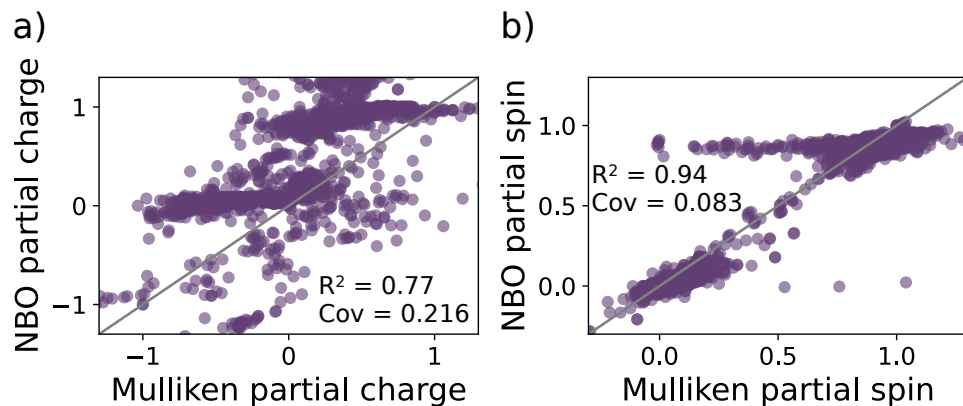 a)
NBO partial charge
1
0
−1
R² = 0.77
Cov = 0.216
−1 0 1
Mulliken partial charge
b)
NBO partial spin
1.0
0.5
0.0
R² = 0.94
Cov = 0.083
0.0 0.5 1.0
Mulliken partial spin